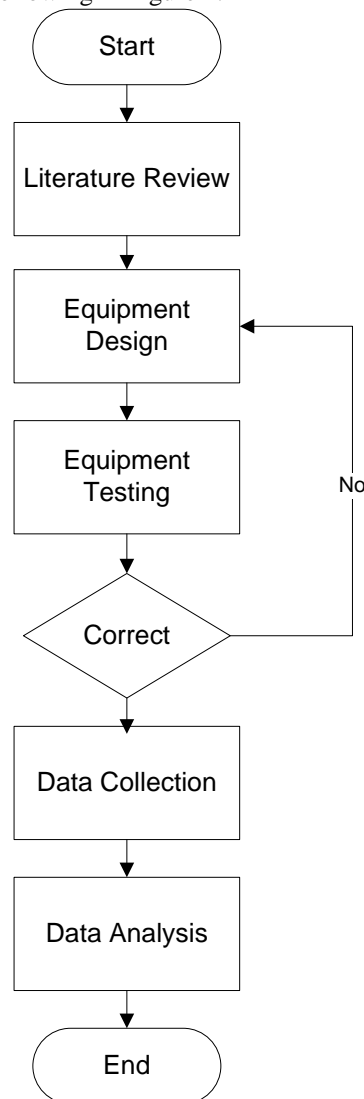 Start
Literature Review
Equipment
Design
Equipment
Testing
No
Correct
Data Collection
Data Analysis
End